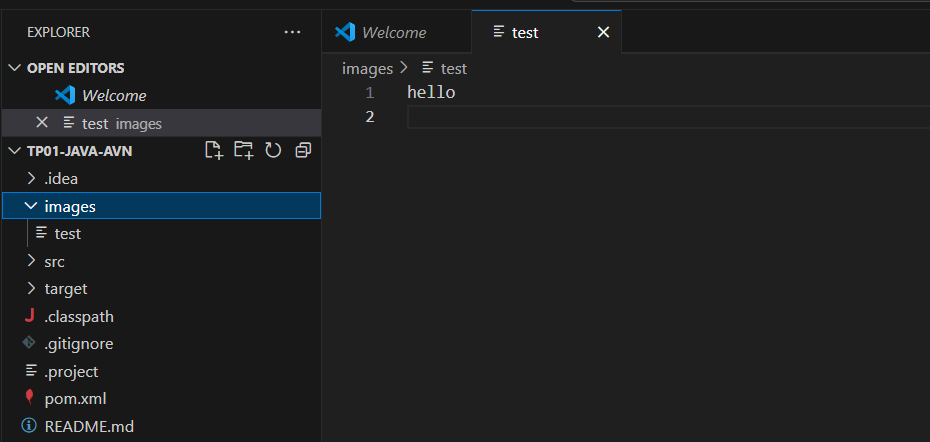 EXPLORER ...
OPEN EDITORS
Welcome
test images
TP01-JAVA-AVN
.idea
images
test
src
target
.classpath
.gitignore
.project
pom.xml
README.md
Welcome test
images test
1 hello
2